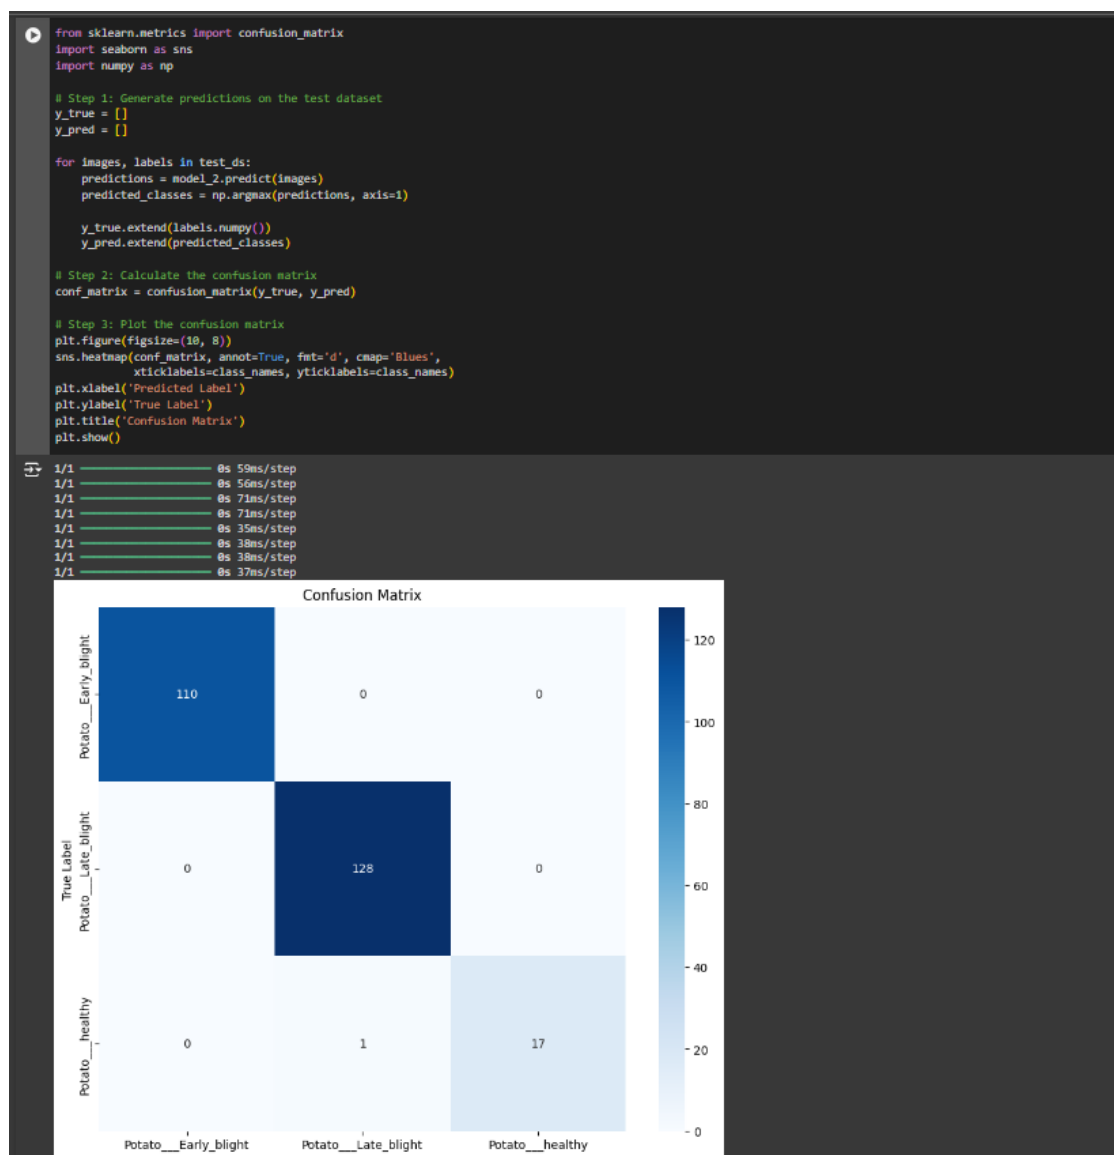 from sklearn.metrics import confusion_matrix
import seaborn as sns
import numpy as np
# Step 1: Generate predictions on the test dataset
y_true = []
y_pred = []
for images, labels in test_ds:
    predictions = model_2.predict(images)
    predicted_classes = np.argmax(predictions, axis=1)
    y_true.extend(labels.numpy())
    y_pred.extend(predicted_classes)
# Step 2: Calculate the confusion matrix
conf_matrix = confusion_matrix(y_true, y_pred)
# Step 3: Plot the confusion matrix
plt.figure(figsize=(10, 8))
sns.heatmap(conf_matrix, annot=True, fmt='d', cmap='Blues',
            xticklabels=class_names, yticklabels=class_names)
plt.xlabel('Predicted Label')
plt.ylabel('True Label')
plt.title('Confusion Matrix')
plt.show()
1/1 0s 59ms/step
1/1 0s 56ms/step
1/1 0s 71ms/step
1/1 0s 71ms/step
1/1 0s 35ms/step
1/1 0s 38ms/step
1/1 0s 38ms/step
1/1 0s 37ms/step
Confusion Matrix
True Label
Potato___Early_blight
110 0 0
Potato___Late_blight
0 128 0
Potato___healthy
0 1 17
Potato___Early_blight Potato___Late_blight Potato___healthy
120
100
80
60
40
20
0